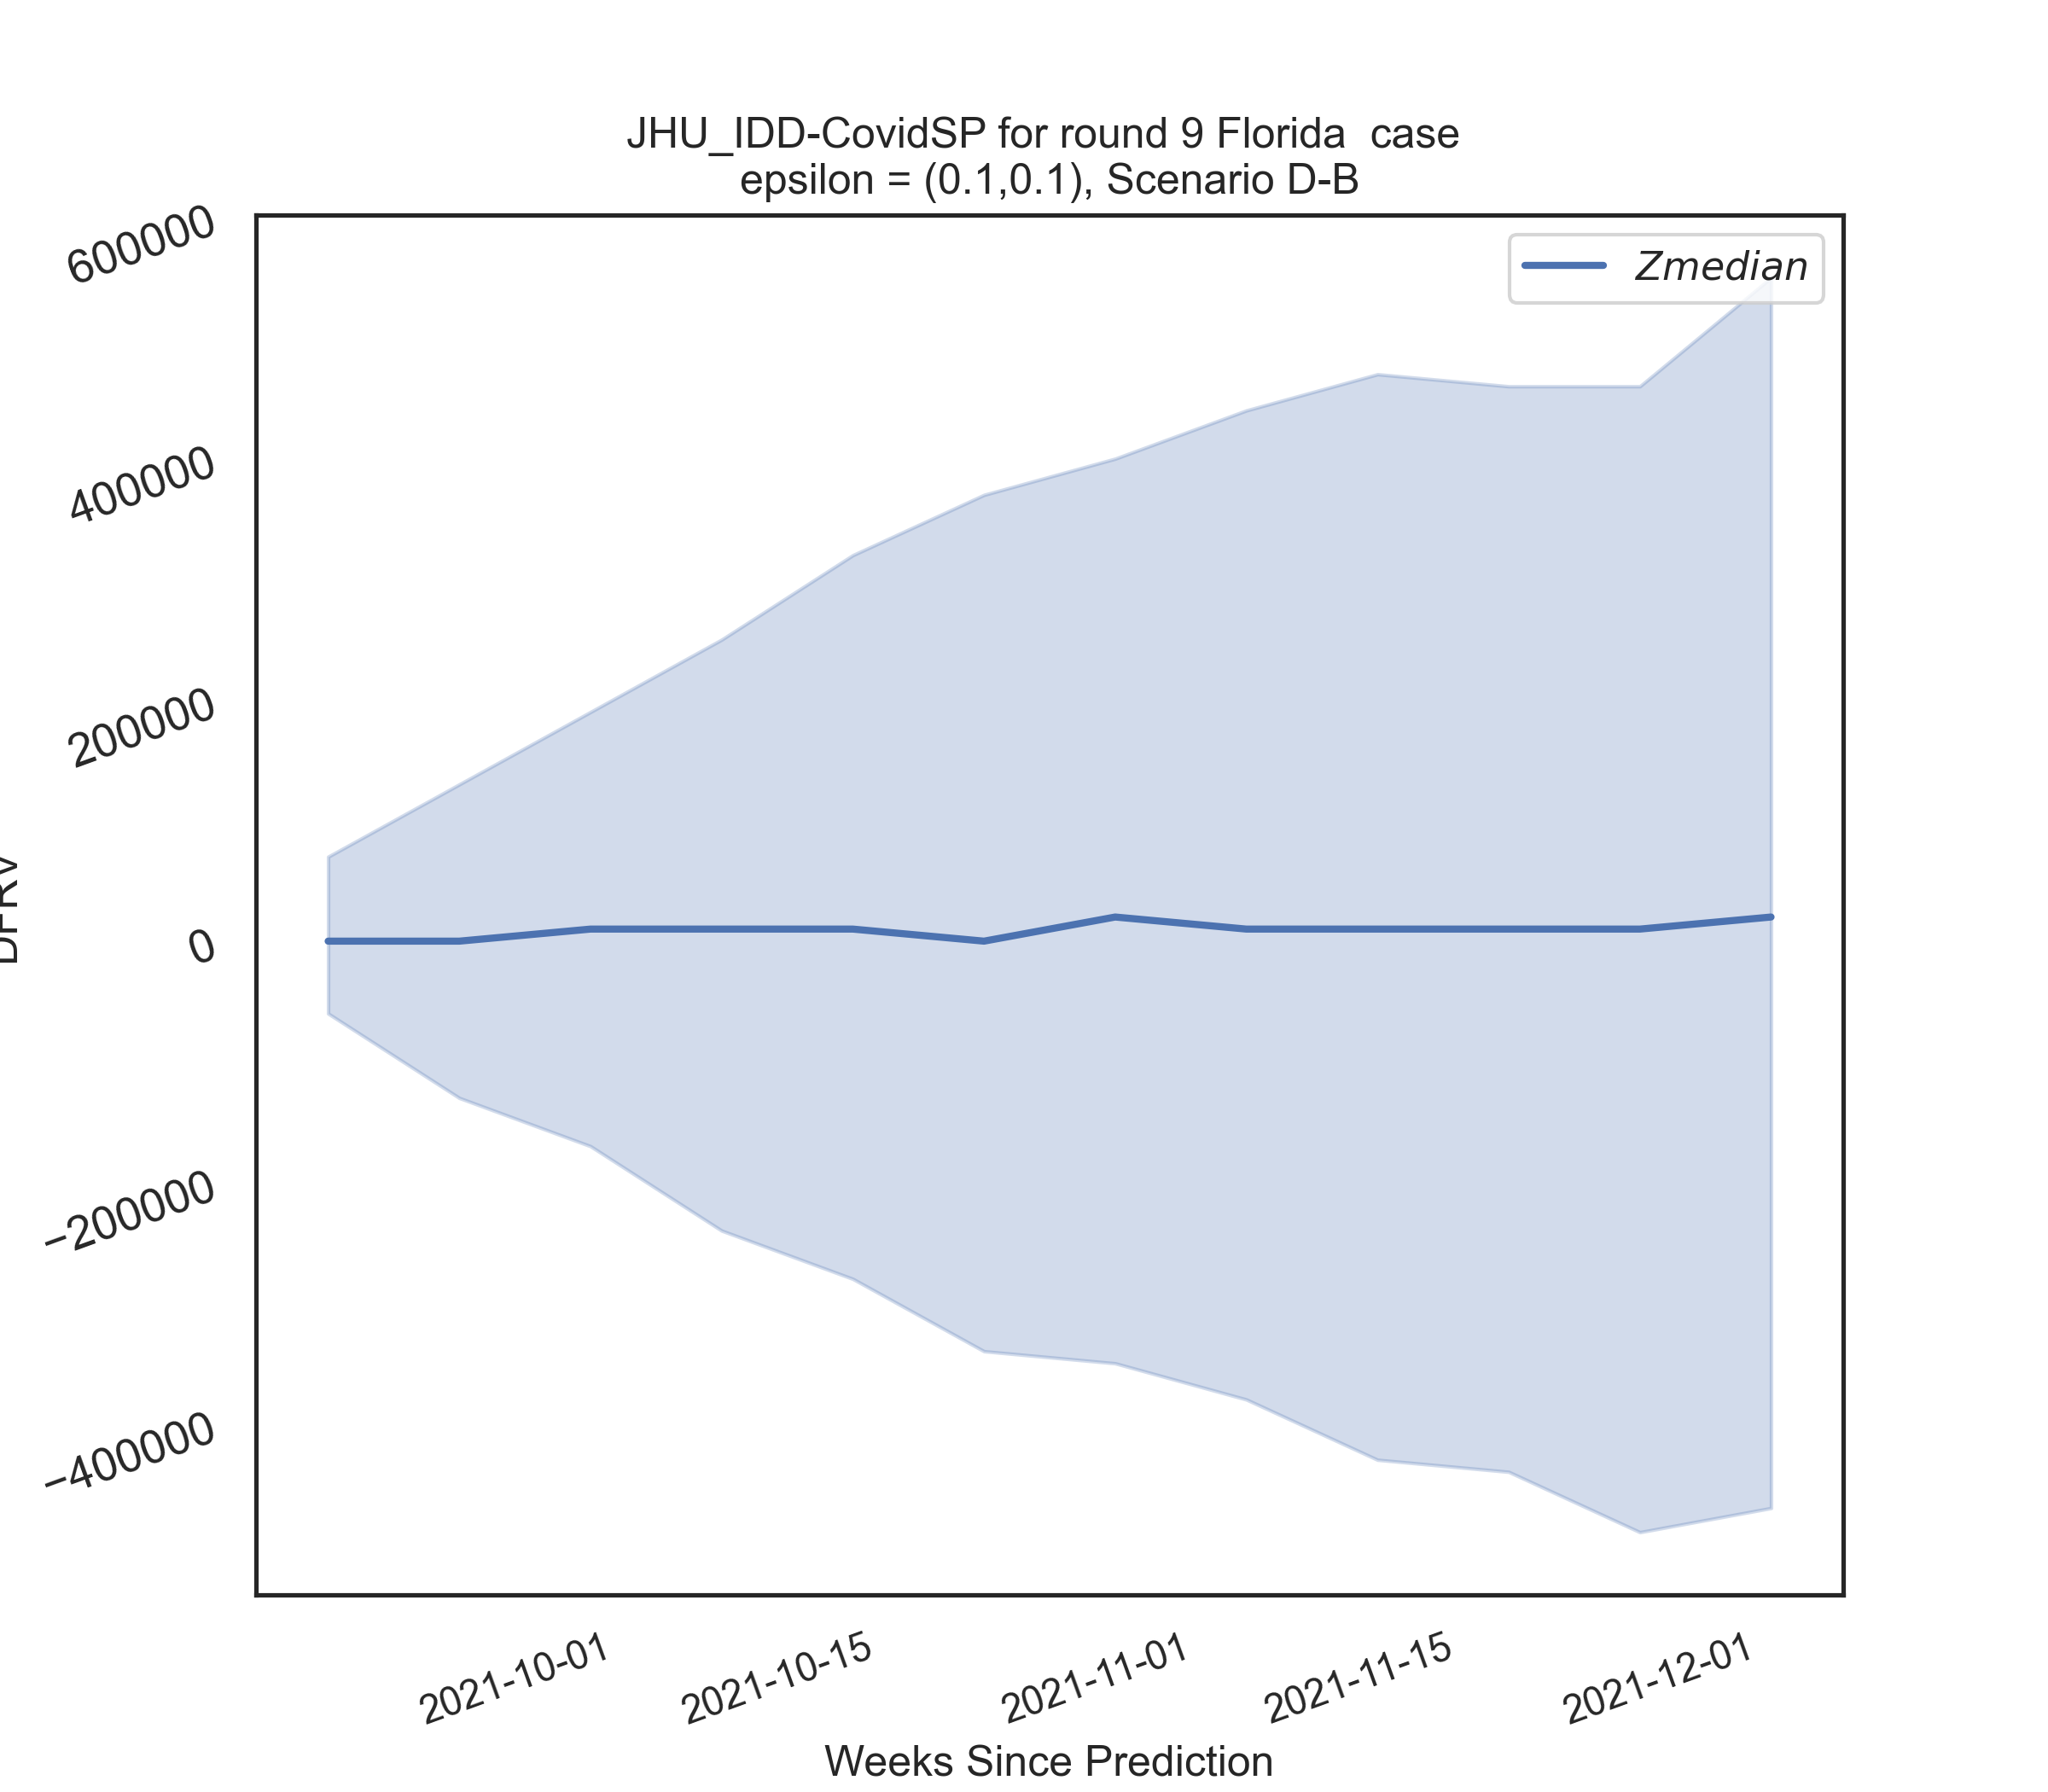 JHU_IDD-CovidSP for round 9 Florida  case
epsilon = (0.1,0.1), Scenario D-B
Zmedian
600000
400000
200000
0
−200000
−400000
2021-10-01
2021-10-15
2021-11-01
2021-11-15
2021-12-01
Weeks Since Prediction